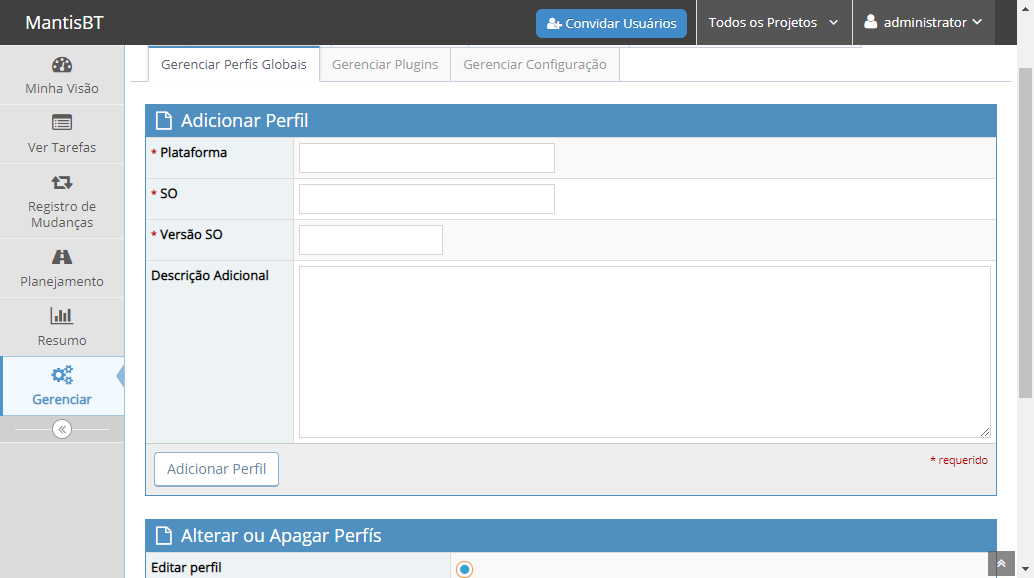 MantisBT
Convidar Usuários
Todos os Projetos
administrator
Minha Visão
Ver Tarefas
Registro de
Mudanças
Planejamento
Resumo
Gerenciar
Gerenciar Perfís Globais
Gerenciar Plugins
Gerenciar Configuração
Adicionar Perfil
* Plataforma
* SO
* Versão SO
Descrição Adicional
Adicionar Perfil
* requerido
Alterar ou Apagar Perfís
Editar perfil